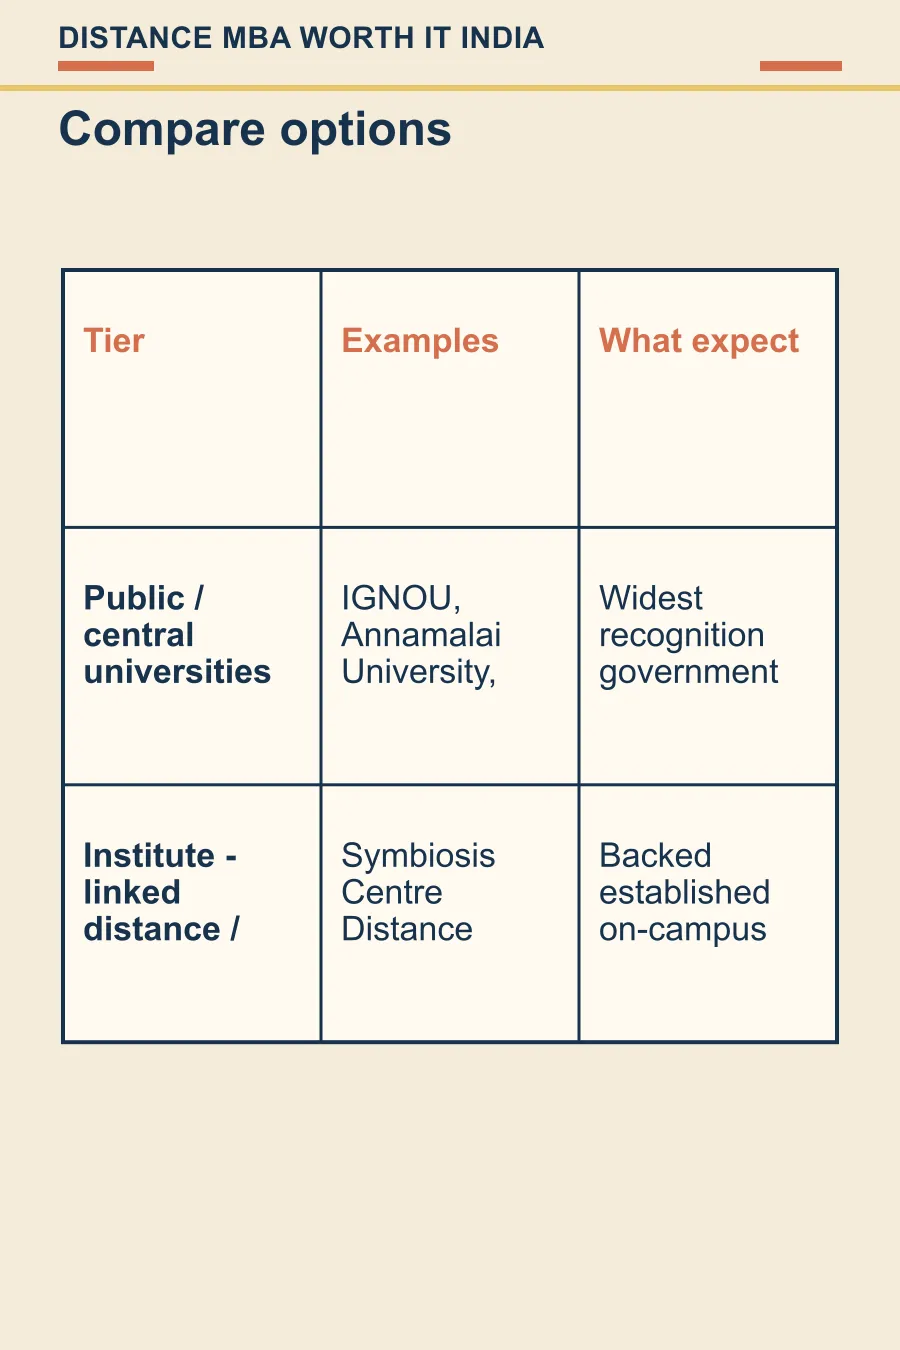 DISTANCE MBA WORTH IT INDIA
Compare options
Tier
Examples
What expect
Public /
central
universities
IGNOU,
Annamalai
University,
Widest
recognition
government
Institute -
linked
distance /
Symbiosis
Centre
Distance
Backed
established
on-campus